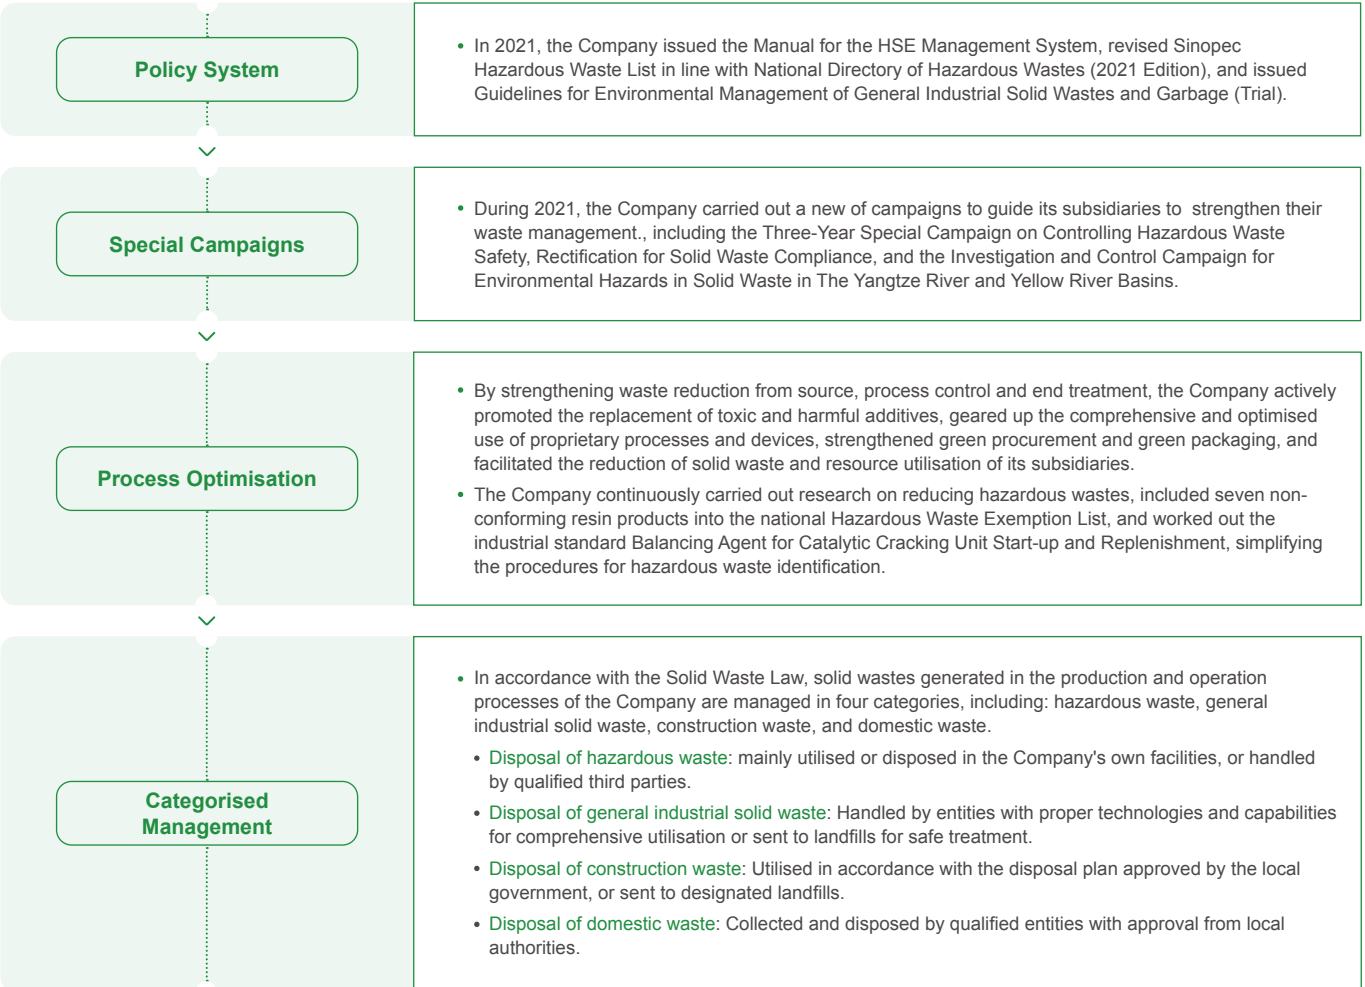 Policy System
• In 2021, the Company issued the Manual for the HSE Management System, revised Sinopec
Hazardous Waste List in line with National Directory of Hazardous Wastes (2021 Edition), and issued
Guidelines for Environmental Management of General Industrial Solid Wastes and Garbage (Trial).
Special Campaigns
• During 2021, the Company carried out a new of campaigns to guide its subsidiaries to strengthen their
waste management., including the Three-Year Special Campaign on Controlling Hazardous Waste
Safety, Rectification for Solid Waste Compliance, and the Investigation and Control Campaign for
Environmental Hazards in Solid Waste in The Yangtze River and Yellow River Basins.
Process Optimisation
• By strengthening waste reduction from source, process control and end treatment, the Company actively
promoted the replacement of toxic and harmful additives, geared up the comprehensive and optimised
use of proprietary processes and devices, strengthened green procurement and green packaging, and
facilitated the reduction of solid waste and resource utilisation of its subsidiaries.
• The Company continuously carried out research on reducing hazardous wastes, included seven non-
conforming resin products into the national Hazardous Waste Exemption List, and worked out the
industrial standard Balancing Agent for Catalytic Cracking Unit Start-up and Replenishment, simplifying
the procedures for hazardous waste identification.
Categorised
Management
• In accordance with the Solid Waste Law, solid wastes generated in the production and operation
processes of the Company are managed in four categories, including: hazardous waste, general
industrial solid waste, construction waste, and domestic waste.
• Disposal of hazardous waste: mainly utilised or disposed in the Company's own facilities, or handled
by qualified third parties.
• Disposal of general industrial solid waste: Handled by entities with proper technologies and capabilities
for comprehensive utilisation or sent to landfills for safe treatment.
• Disposal of construction waste: Utilised in accordance with the disposal plan approved by the local
government, or sent to designated landfills.
• Disposal of domestic waste: Collected and disposed by qualified entities with approval from local
authorities.